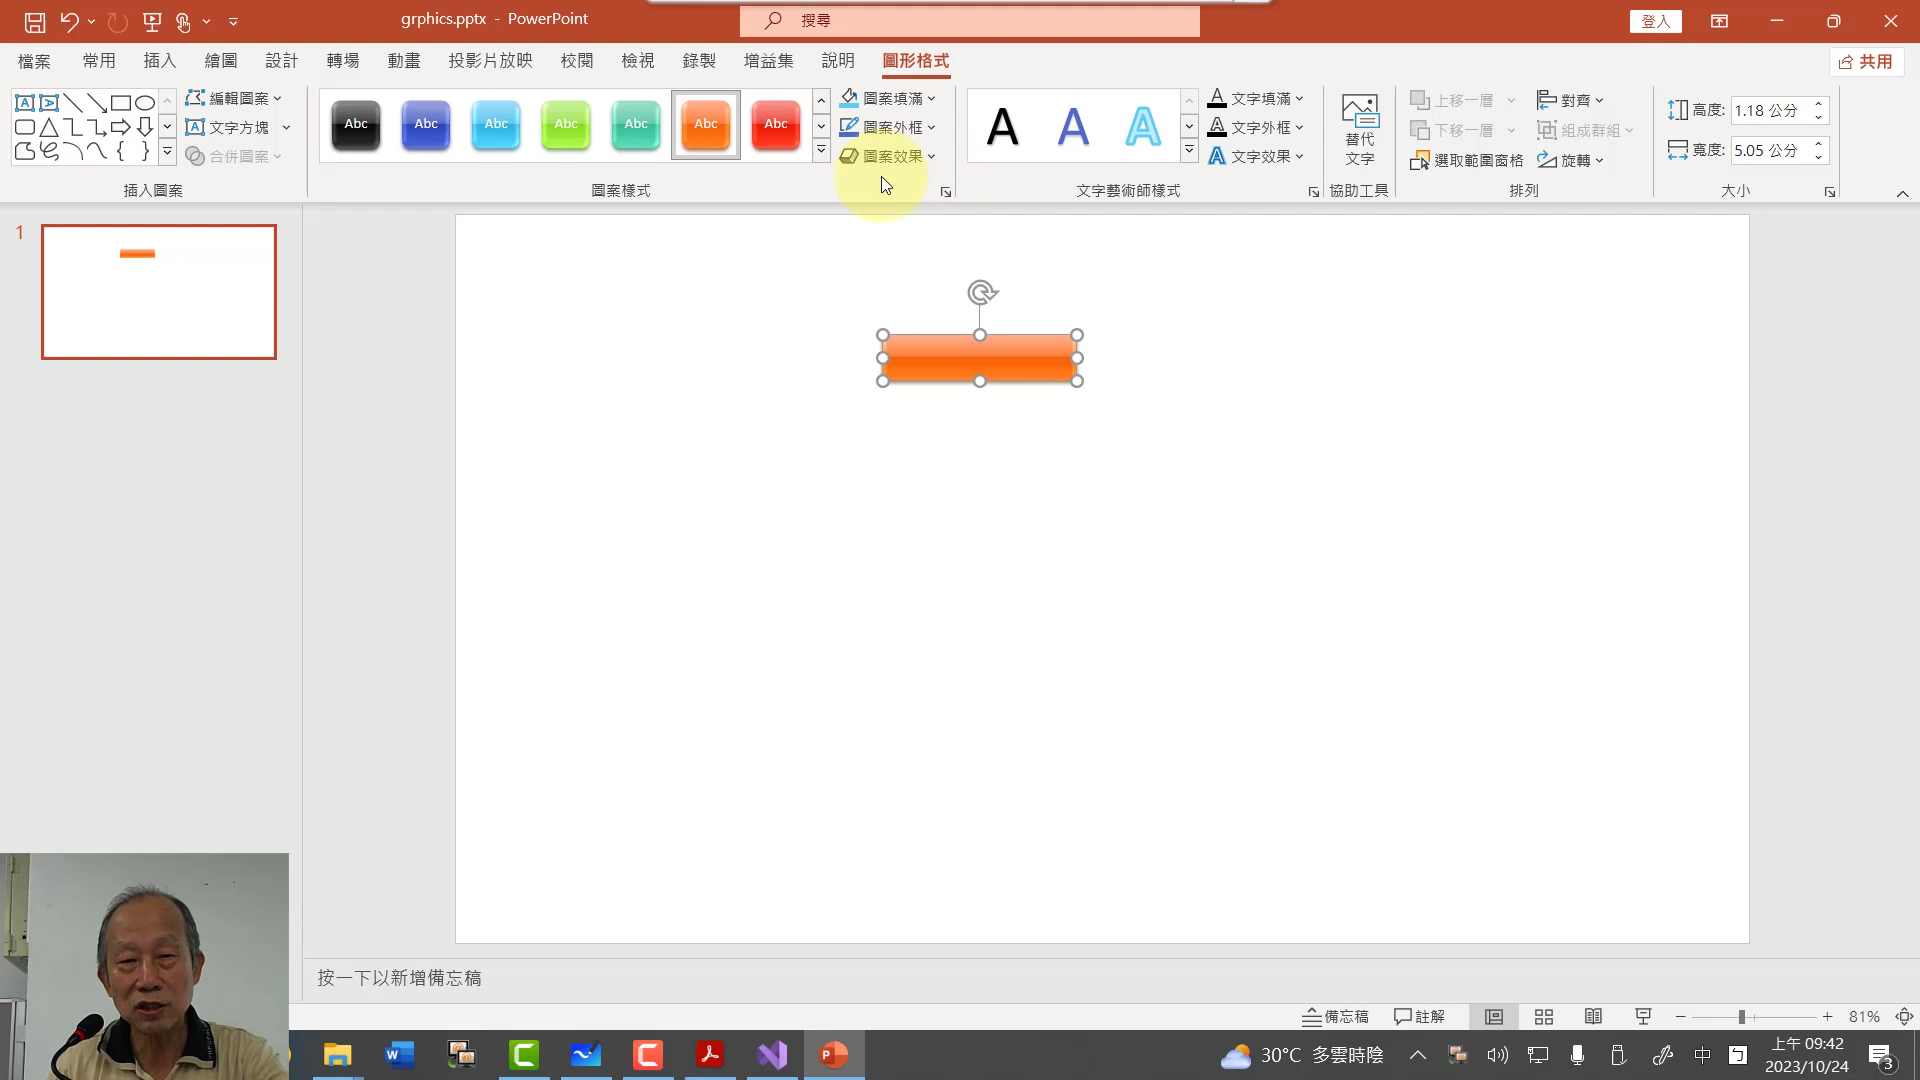 grphics.pptx - PowerPoint
搜尋
登入
檔案 常用 插入 繪圖 設計 轉場 動畫 投影片放映 校閱 檢視 錄製 增益集 說明 圖形格式
共用
編輯圖案
文字方塊
合併圖案
插入圖案
Abc Abc Abc Abc Abc Abc Abc
圖案樣式
圖案填滿
圖案外框
圖案效果
A A A
文字藝術師樣式
文字填滿
文字外框
文字效果
替代
文字
協助工具
上移一層
下移一層
選取範圍窗格
對齊
組成群組
旋轉
排列
高度: 1.18 公分
寬度: 5.05 公分
大小
1
按一下以新增備忘稿
備忘稿 註解 81%
30°C 多雲時陰
中
上午 09:42
2023/10/24
3